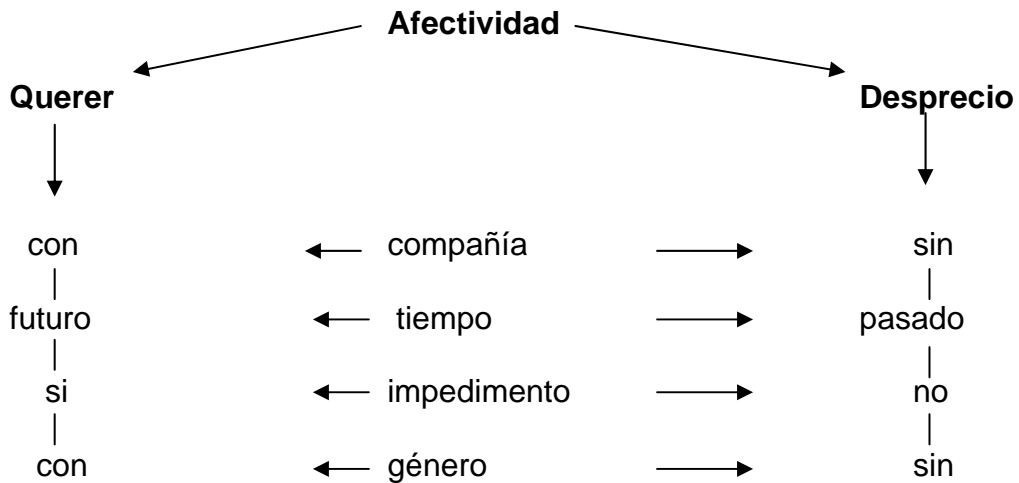 Afectividad
Querer Desprecio
con compañía sin
futuro tiempo pasado
si impedimento no
con género sin